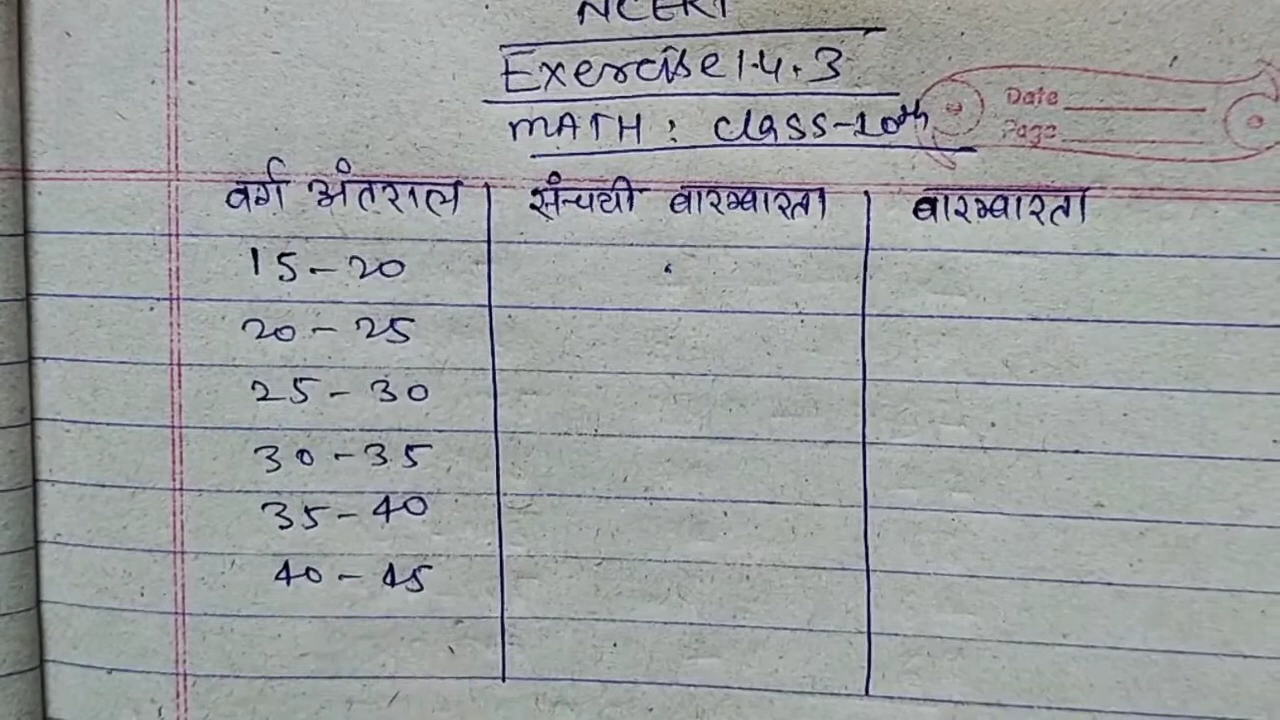 NCERT
Exercise 14.3
MATH : class-10th
Date
Page
वर्ग अंतराल | संचयी बारम्बारता | बारम्बारता
15-20
20-25
25-30
30-35
35-40
40-45